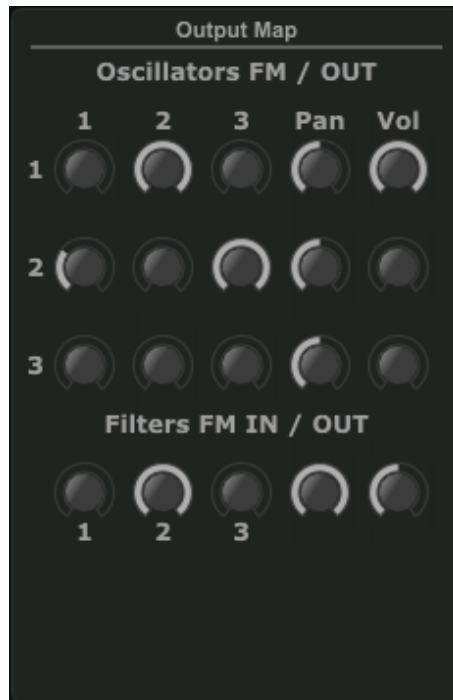 Output Map
Oscillators FM / OUT
1 2 3 Pan Vol
1
2
3
Filters FM IN / OUT
1 2 3